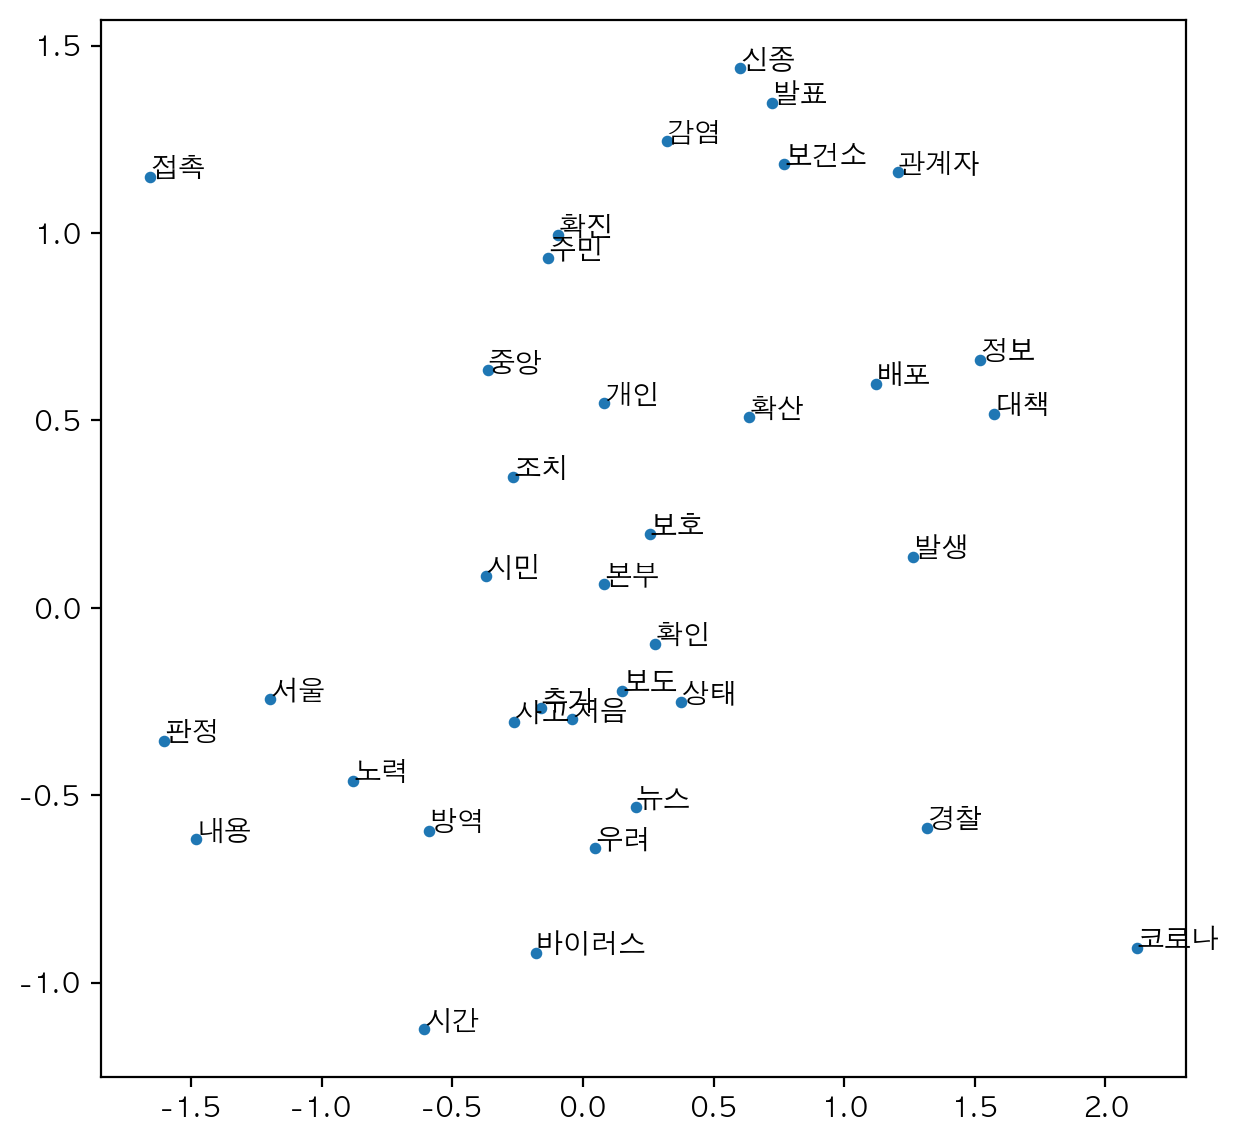 1.5
신종
발표
감염
보건소
관계자
접촉
1.0
확진
주민
중앙
정보
배포
개인
대책
확산
0.5
조치
보호
발생
시민
본부
0.0
확인
서울
보도
상태
추가
사고
처음
판정
노력
-0.5
뉴스
방역
경찰
내용
우려
바이러스
코로나
-1.0
시간
-1.5 -1.0 -0.5 0.0 0.5 1.0 1.5 2.0